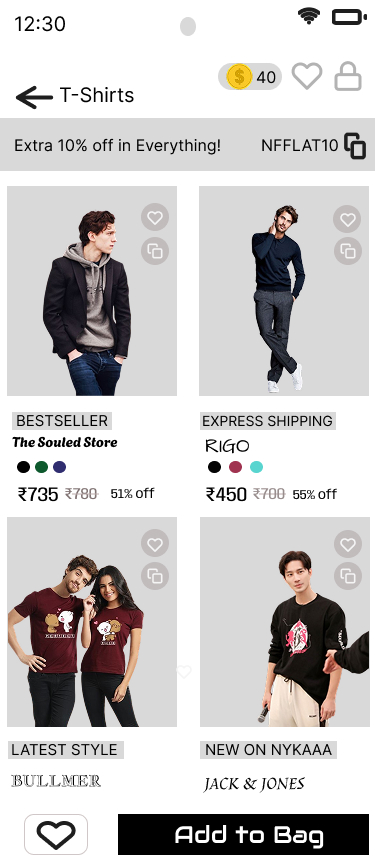 12:30
$ 40
T-Shirts
Extra 10% off in Everything! NFFLAT10
BESTSELLER
The Souled Store
₹735 ₹780 51% off
EXPRESS SHIPPING
RIGO
₹450 ₹700 55% off
LATEST STYLE
BULLMER
NEW ON NYKAAA
JACK & JONES
Add to Bag